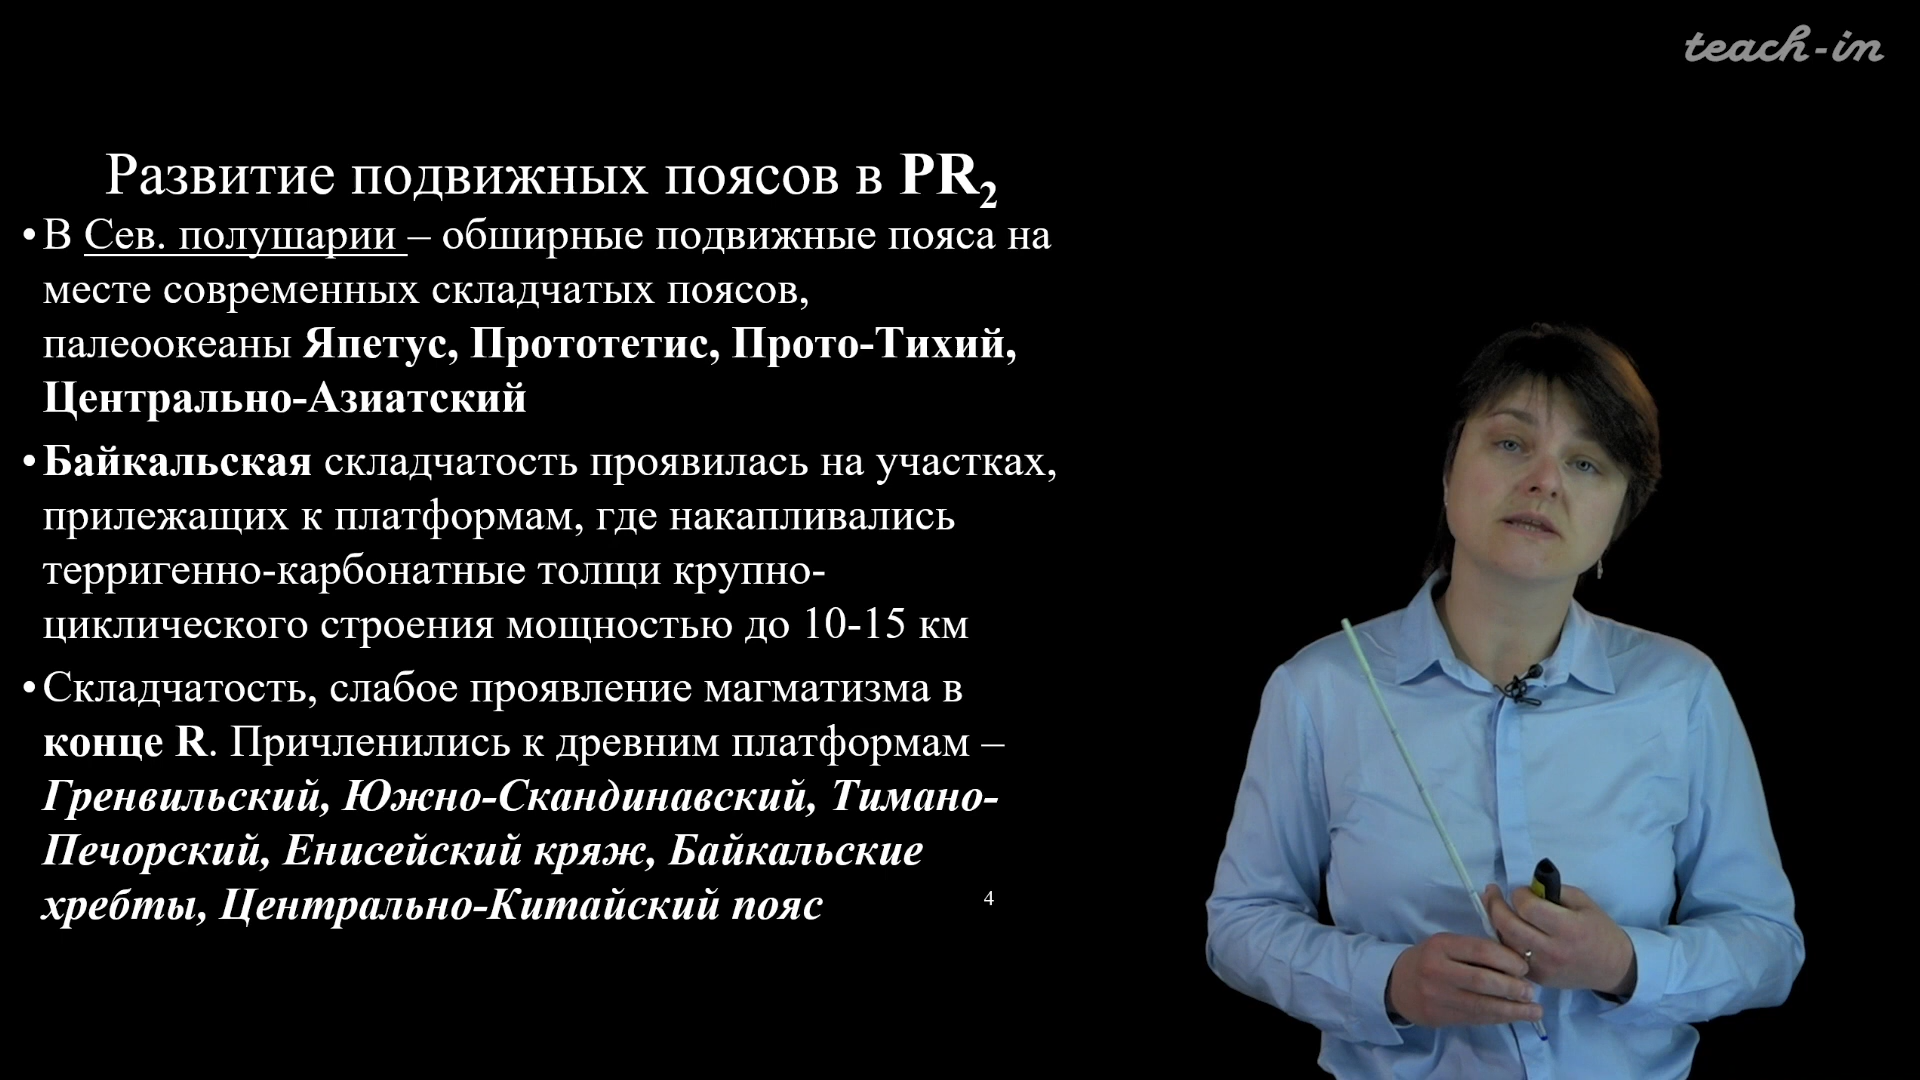 teach-in
Развитие подвижных поясов в PR2
•В Сев. полушарии – обширные подвижные пояса на
месте современных складчатых поясов,
палеоокеаны Япетус, Прототетис, Прото-Тихий,
Центрально-Азиатский
•Байкальская складчатость проявилась на участках,
прилежащих к платформам, где накапливались
терригенно-карбонатные толщи крупно-
циклического строения мощностью до 10-15 км
•Складчатость, слабое проявление магматизма в
конце R. Причленились к древним платформам –
Гренвильский, Южно-Скандинавский, Тимано-
Печорский, Енисейский кряж, Байкальские
хребты, Центрально-Китайский пояс
4